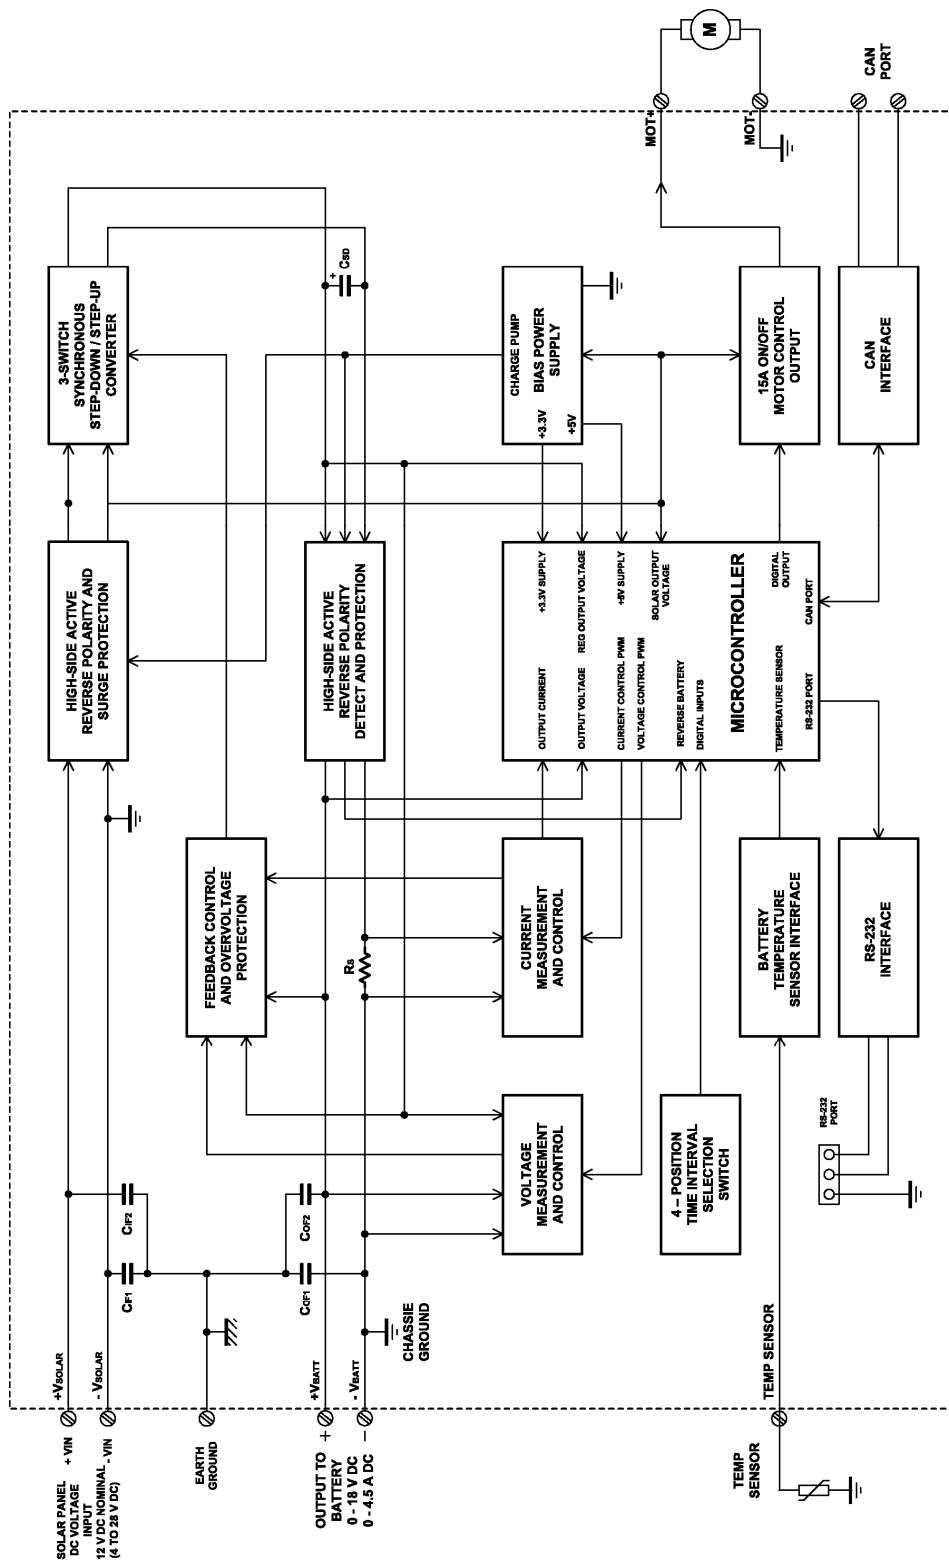 SOLAR PANEL
DC VOLTAGE
INPUT
12 V DC NOMINAL
(4 TO 28 V DC)
+ VIN
- VIN
+VSOLAR
- VSOLAR
CIF1
CIF2
HIGH-SIDE ACTIVE
REVERSE POLARITY AND
SURGE PROTECTION
3-SWITCH
SYNCHRONOUS
STEP-DOWN / STEP-UP
CONVERTER
EARTH
GROUND
FEEDBACK CONTROL
AND OVERVOLTAGE
PROTECTION
OUTPUT TO
BATTERY
0 - 18 V DC
0 - 4.5 A DC
+
–
+VBATT
- VBATT
CHASSIE
GROUND
COF1
COF2
RS
HIGH-SIDE ACTIVE
REVERSE POLARITY
DETECT AND PROTECTION
+
CSD
VOLTAGE
MEASUREMENT
AND CONTROL
CURRENT
MEASUREMENT
AND CONTROL
OUTPUT CURRENT
+3.3V SUPPLY
OUTPUT VOLTAGE
REG OUTPUT VOLTAGE
CURRENT CONTROL PWM
+5V SUPPLY
VOLTAGE CONTROL PWM
SOLAR OUTPUT
VOLTAGE
REVERSE BATTERY
DIGITAL INPUTS
MICROCONTROLLER
TEMPERATURE SENSOR
DIGITAL
OUTPUT
RS-232 PORT
CAN PORT
CHARGE PUMP
BIAS POWER
SUPPLY
+3.3V
+5V
4 – POSITION
TIME INTERVAL
SELECTION
SWITCH
TEMP
SENSOR
TEMP SENSOR
BATTERY
TEMPERATURE
SENSOR INTERFACE
15A ON/OFF
MOTOR CONTROL
OUTPUT
MOT+
MOT-
M
RS-232
PORT
RS-232
INTERFACE
CAN
INTERFACE
CAN
PORT